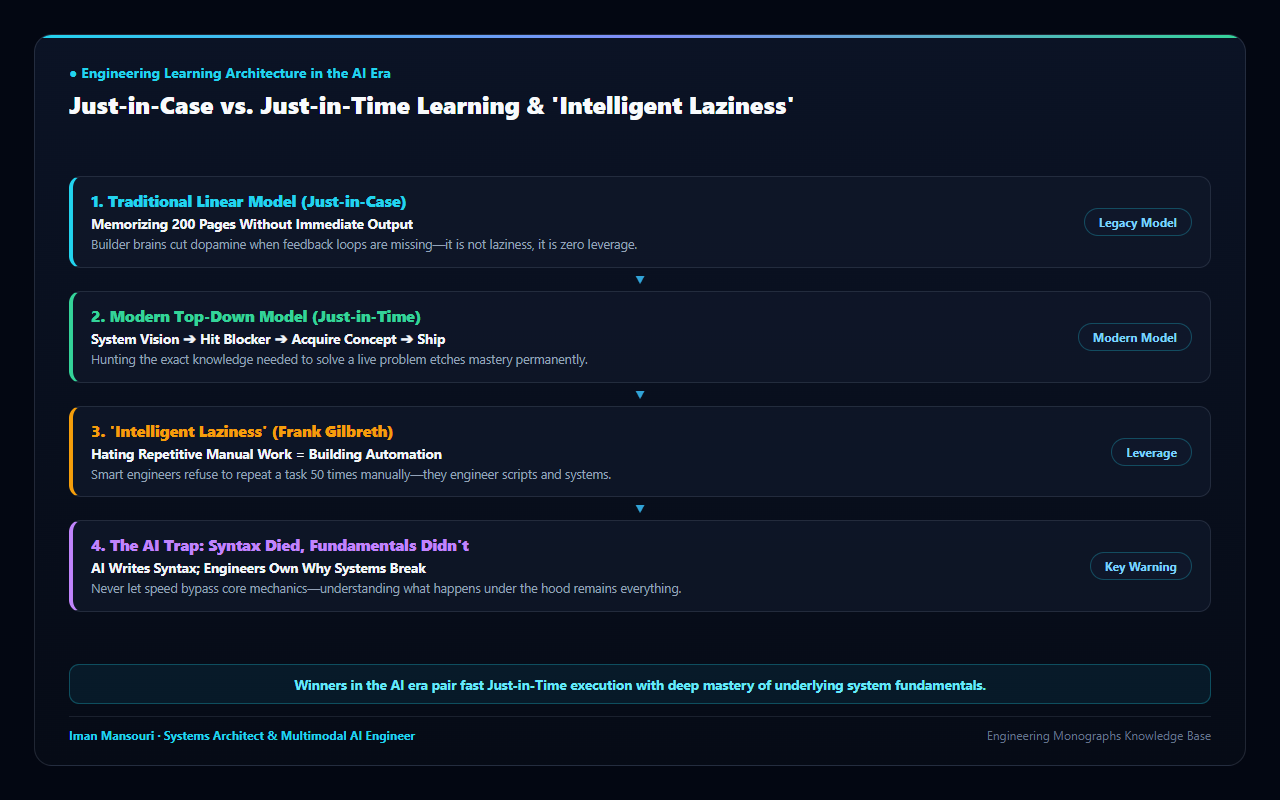 ● Engineering Learning Architecture in the AI Era
Just-in-Case vs. Just-in-Time Learning & 'Intelligent Laziness'
1. Traditional Linear Model (Just-in-Case)
Memorizing 200 Pages Without Immediate Output
Builder brains cut dopamine when feedback loops are missing—it is not laziness, it is zero leverage.
Legacy Model
▼
2. Modern Top-Down Model (Just-in-Time)
System Vision ➔ Hit Blocker ➔ Acquire Concept ➔ Ship
Hunting the exact knowledge needed to solve a live problem etches mastery permanently.
Modern Model
▼
3. 'Intelligent Laziness' (Frank Gilbreth)
Hating Repetitive Manual Work = Building Automation
Smart engineers refuse to repeat a task 50 times manually—they engineer scripts and systems.
Leverage
▼
4. The AI Trap: Syntax Died, Fundamentals Didn't
AI Writes Syntax; Engineers Own Why Systems Break
Never let speed bypass core mechanics—understanding what happens under the hood remains everything.
Key Warning
Winners in the AI era pair fast Just-in-Time execution with deep mastery of underlying system fundamentals.
Iman Mansouri · Systems Architect & Multimodal AI Engineer
Engineering Monographs Knowledge Base